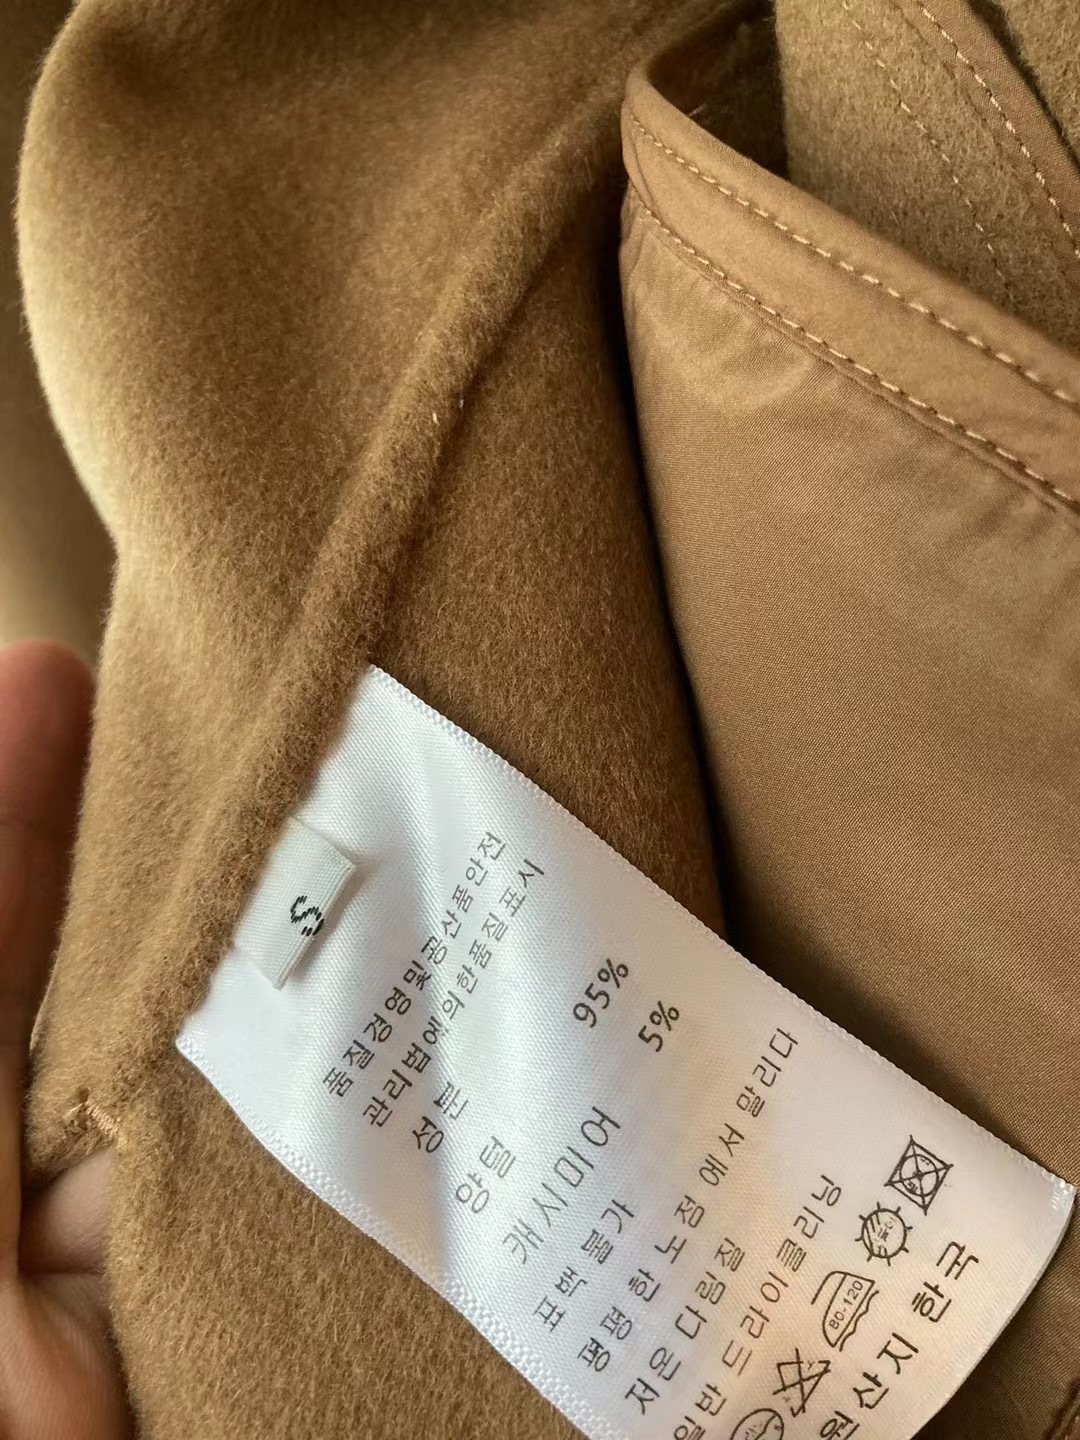 S
품질경영및공산품안전
관리법에의한품질표시
성 분
양털 95%
캐시미어 5%
표백 불가
평평한 노점에서 말리다
저온 다림질
일반 드라이클리닝
80-120
원산지 한국